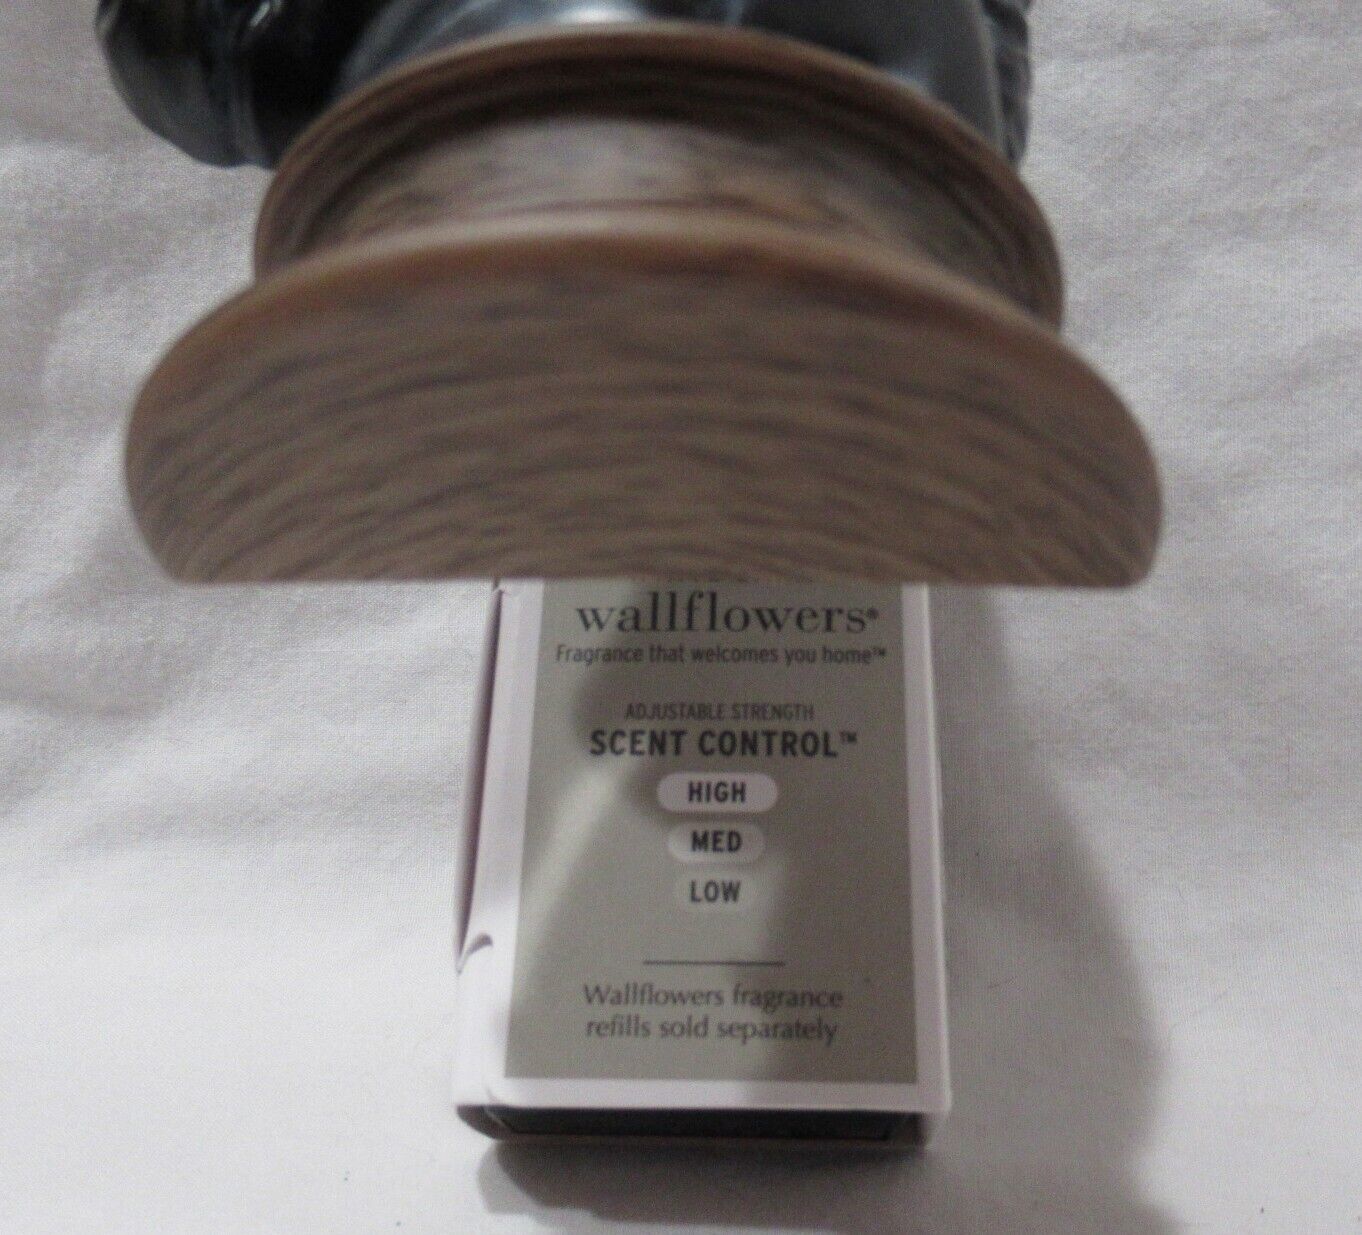 wallflowers®
Fragrance that welcomes you home™
ADJUSTABLE STRENGTH
SCENT CONTROL™
HIGH
MED
LOW
Wallflowers fragrance
refills sold separately